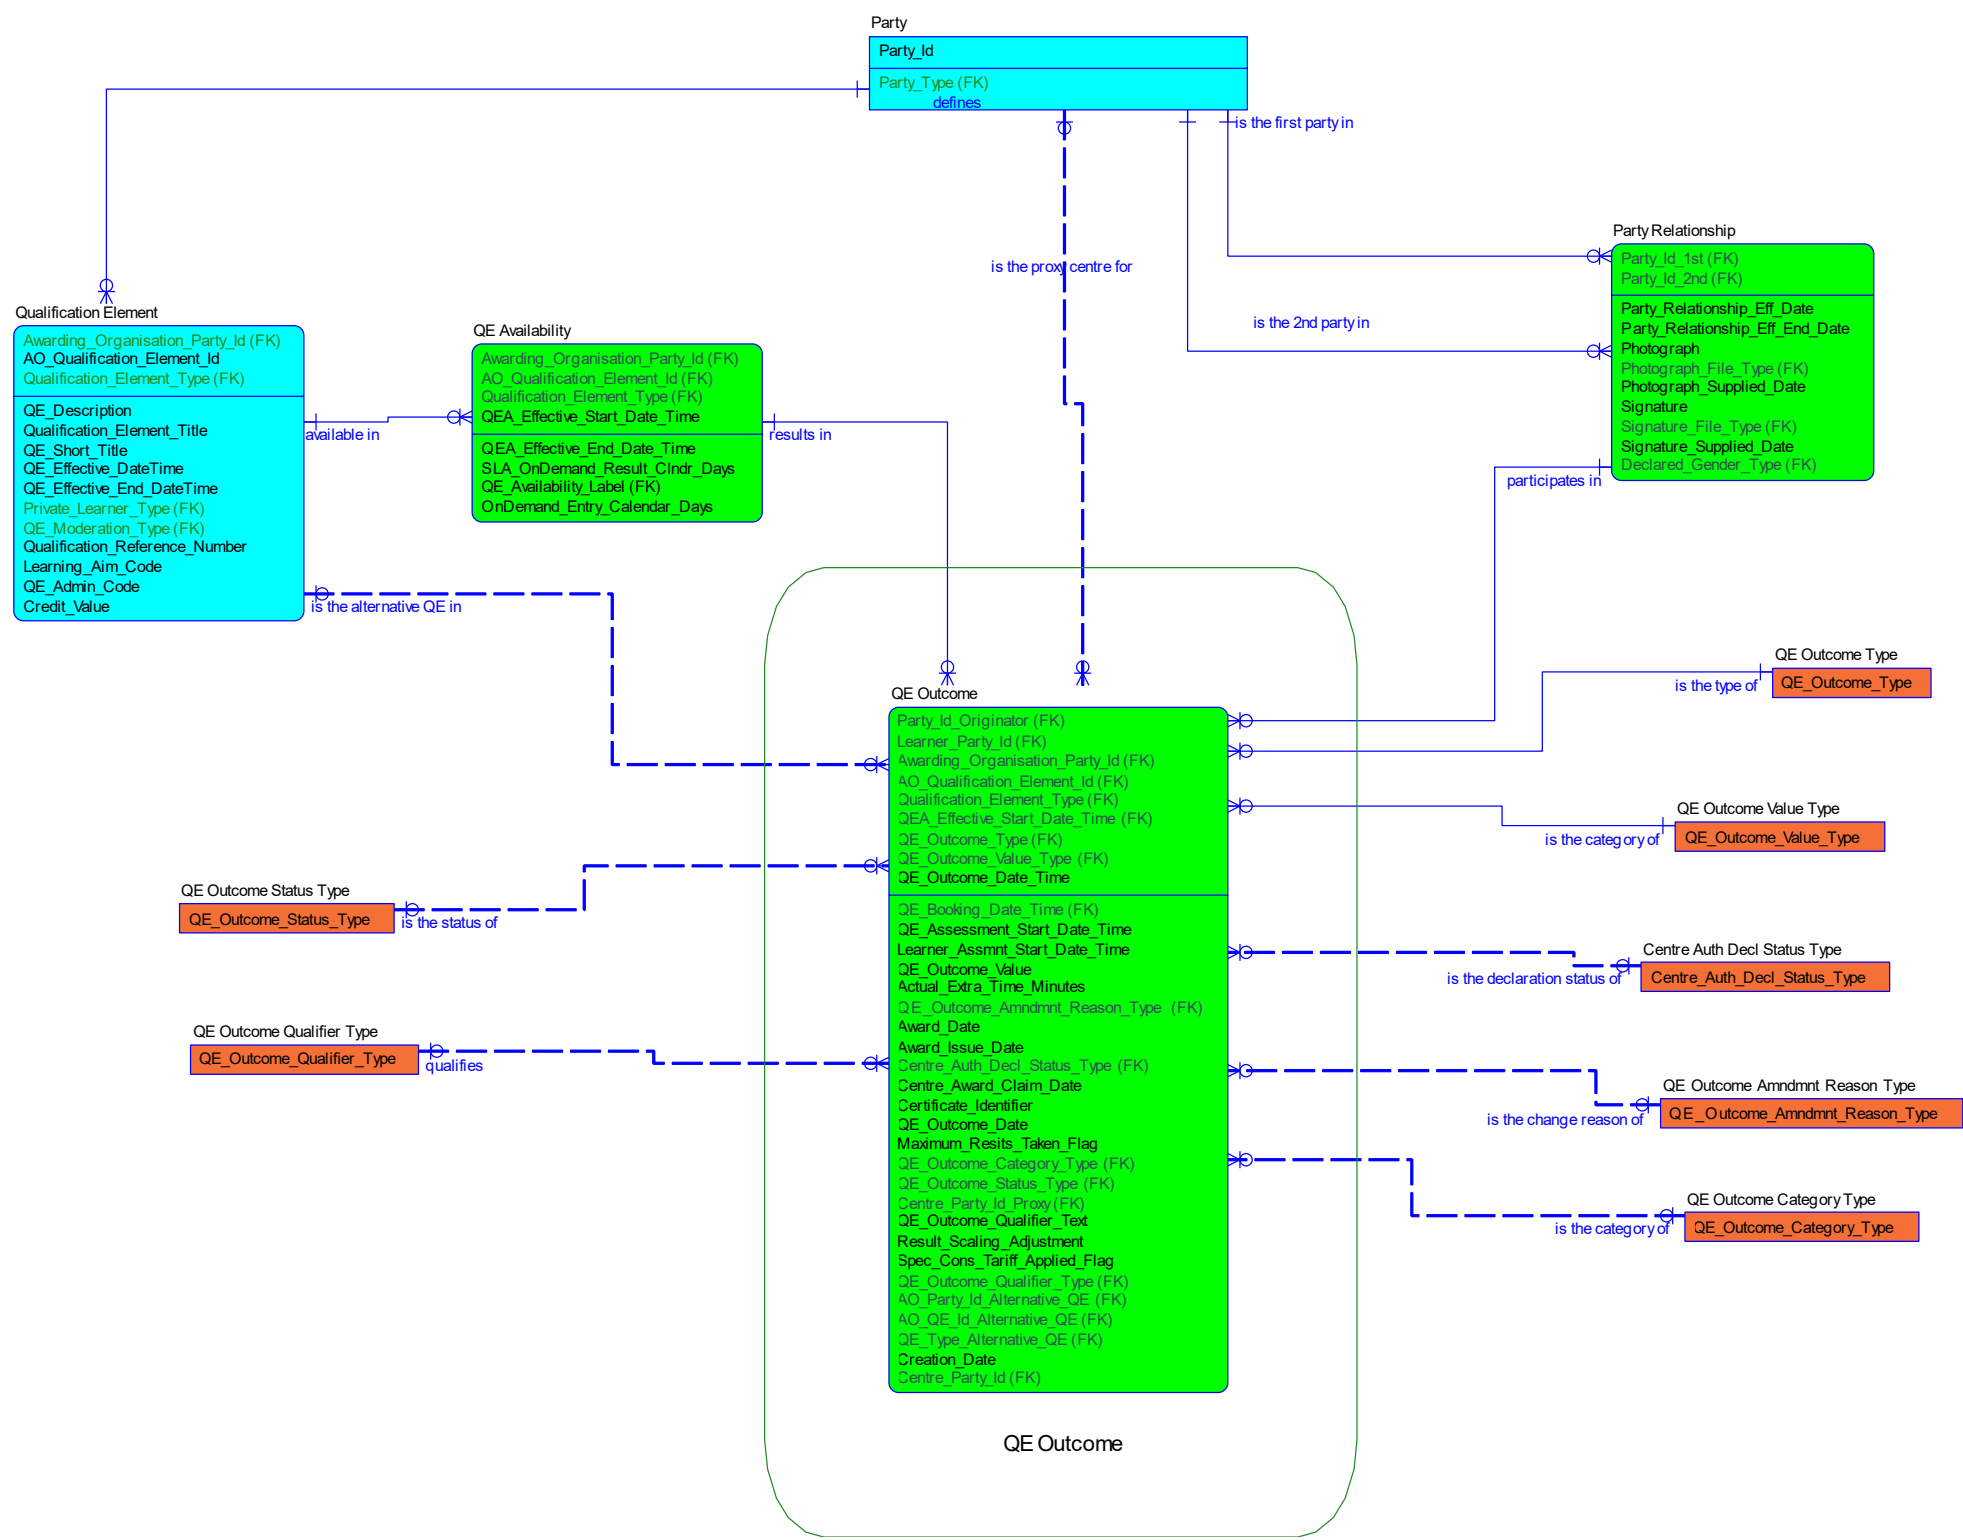 Party
Party_Id
Party_Type (FK)
defines
is the first party in
is the proxy centre for
is the 2nd party in
Party Relationship
Party_Id_1st (FK)
Party_Id_2nd (FK)
Party_Relationship_Eff_Date
Party_Relationship_Eff_End_Date
Photograph
Photograph_File_Type (FK)
Photograph_Supplied_Date
Signature
Signature_File_Type (FK)
Signature_Supplied_Date
Declared_Gender_Type (FK)
participates in
Qualification Element
Awarding_Organisation_Party_Id (FK)
AO_Qualification_Element_Id
Qualification_Element_Type (FK)
QE_Description
Qualification_Element_Title
QE_Short_Title
QE_Effective_DateTime
QE_Effective_End_DateTime
Private_Learner_Type (FK)
QE_Moderation_Type (FK)
Qualification_Reference_Number
Learning_Aim_Code
QE_Admin_Code
Credit_Value
available in
is the alternative QE in
QE Availability
Awarding_Organisation_Party_Id (FK)
AO_Qualification_Element_Id (FK)
Qualification_Element_Type (FK)
QEA_Effective_Start_Date_Time
QEA_Effective_End_Date_Time
SLA_OnDemand_Result_Clndr_Days
QE_Availability_Label (FK)
OnDemand_Entry_Calendar_Days
results in
QE Outcome
Party_Id_Originator (FK)
Learner_Party_Id (FK)
Awarding_Organisation_Party_Id (FK)
AO_Qualification_Element_Id (FK)
Qualification_Element_Type (FK)
QEA_Effective_Start_Date_Time (FK)
QE_Outcome_Type (FK)
QE_Outcome_Value_Type (FK)
QE_Outcome_Date_Time
QE_Booking_Date_Time (FK)
QE_Assessment_Start_Date_Time
Learner_Assmnt_Start_Date_Time
QE_Outcome_Value
Actual_Extra_Time_Minutes
QE_Outcome_Amndmnt_Reason_Type (FK)
Award_Date
Award_Issue_Date
Centre_Auth_Decl_Status_Type (FK)
Centre_Award_Claim_Date
Certificate_Identifier
QE_Outcome_Date
Maximum_Resits_Taken_Flag
QE_Outcome_Category_Type (FK)
QE_Outcome_Status_Type (FK)
Centre_Party_Id_Proxy (FK)
QE_Outcome_Qualifier_Text
Result_Scaling_Adjustment
Spec_Cons_Tariff_Applied_Flag
QE_Outcome_Qualifier_Type (FK)
AO_Party_Id_Alternative_QE (FK)
AO_QE_Id_Alternative_QE (FK)
QE_Type_Alternative_QE (FK)
Creation_Date
Centre_Party_Id (FK)
QE Outcome
QE Outcome Type
QE_Outcome_Type
is the type of
QE Outcome Value Type
QE_Outcome_Value_Type
is the category of
QE Outcome Status Type
QE_Outcome_Status_Type
is the status of
Centre Auth Decl Status Type
Centre_Auth_Decl_Status_Type
is the declaration status of
QE Outcome Qualifier Type
QE_Outcome_Qualifier_Type
qualifies
QE Outcome Amndmnt Reason Type
QE_Outcome_Amndmnt_Reason_Type
is the change reason of
QE Outcome Category Type
QE_Outcome_Category_Type
is the category of